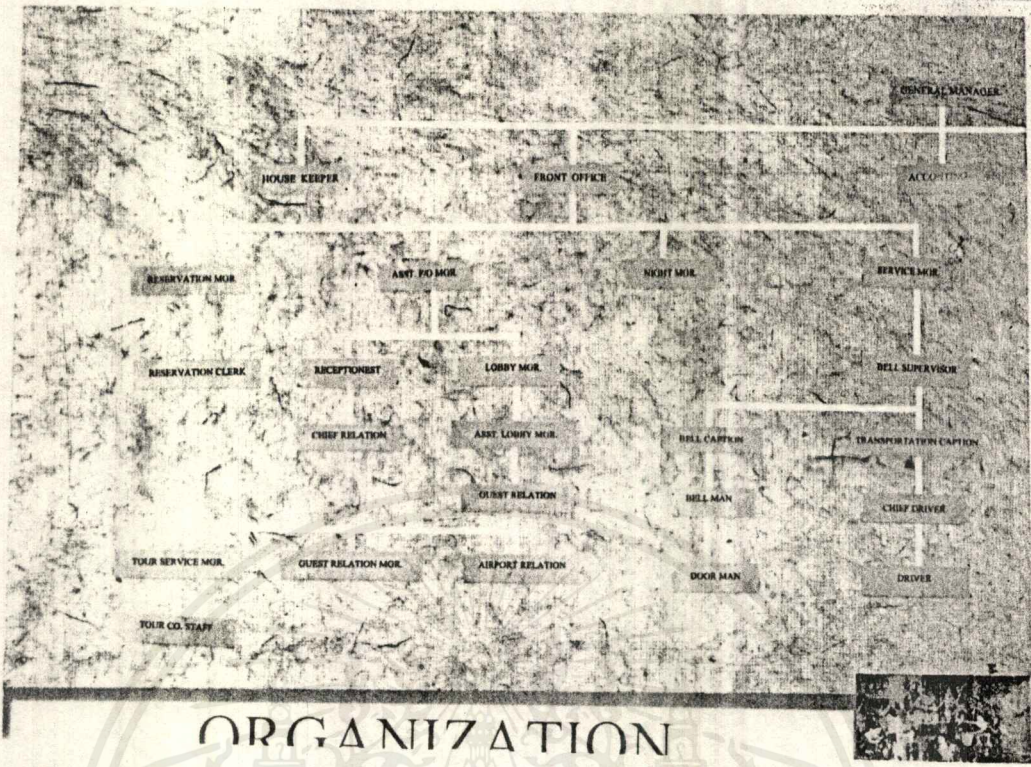 GENERAL MANAGER
HOUSE KEEPER
FRONT OFFICE
RESERVATION MGR.
ASST. F/O MGR.
NIGHT MGR.
SERVICE MGR.
RESERVATION CLERK
RECEPTIONEST
LOBBY MGR.
BELL SUPERVISOR
CHIEF RELATION
ASST. LOBBY MGR.
BELL CAPTION
TRANSPORTATION CAPTION
GUEST RELATION
BELL MAN
CHIEF DRIVER
TOUR SERVICE MGR.
GUEST RELATION MGR.
AIRPORT RELATION
DOOR MAN
DRIVER
TOUR CO. STAFF
ORGANIZATION